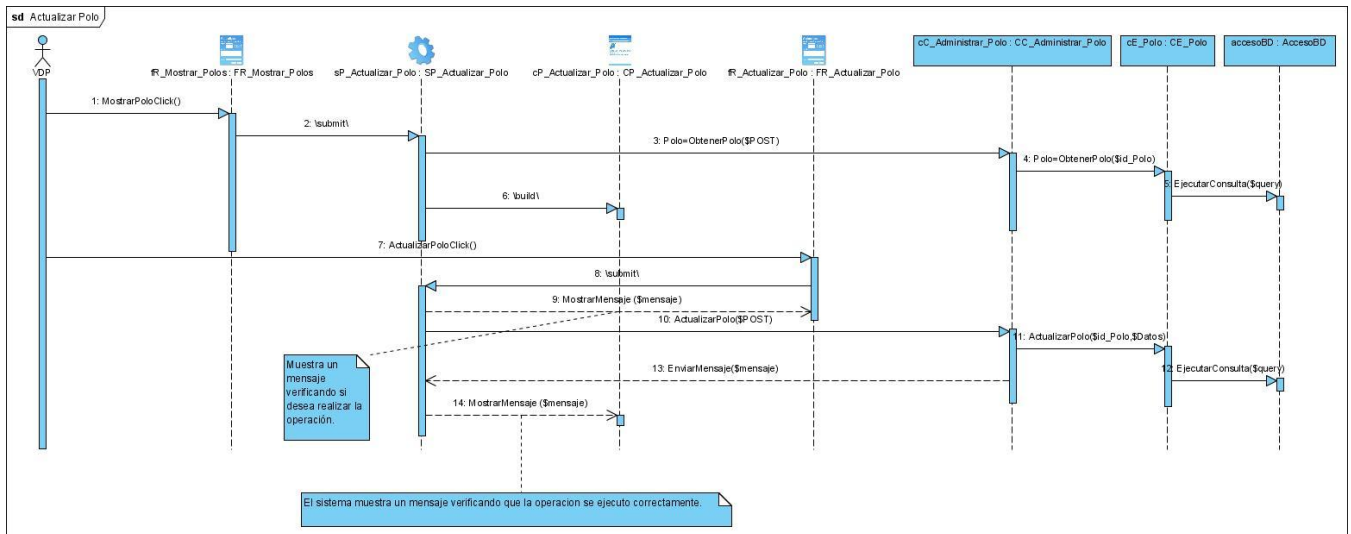 sd Actualizar Polo
VDP
fR_Mostrar_Polos : FR_Mostrar_Polos
sP_Actualizar_Polo : SP_Actualizar_Polo
cP_Actualizar_Polo : CP_Actualizar_Polo
fR_Actualizar_Polo : FR_Actualizar_Polo
cC_Administrar_Polo : CC_Administrar_Polo
cE_Polo : CE_Polo
accesoBD : AccesoBD
1: MostrarPoloClick()
2: \submit\
3: Polo=ObtenerPolo($POST)
4: Polo=ObtenerPolo($id_Polo)
5: EjecutarConsulta($query)
6: \build\
7: ActualizarPoloClick()
8: \submit\
9: MostrarMensaje ($mensaje)
10: ActualizarPolo($POST)
11: ActualizarPolo($id_Polo,$Datos)
12: EjecutarConsulta($query)
13: EnviarMensaje($mensaje)
14: MostrarMensaje ($mensaje)
Muestra un
mensaje
verificando si
desea realizar la
operación.
El sistema muestra un mensaje verificando que la operacion se ejecuto correctamente.